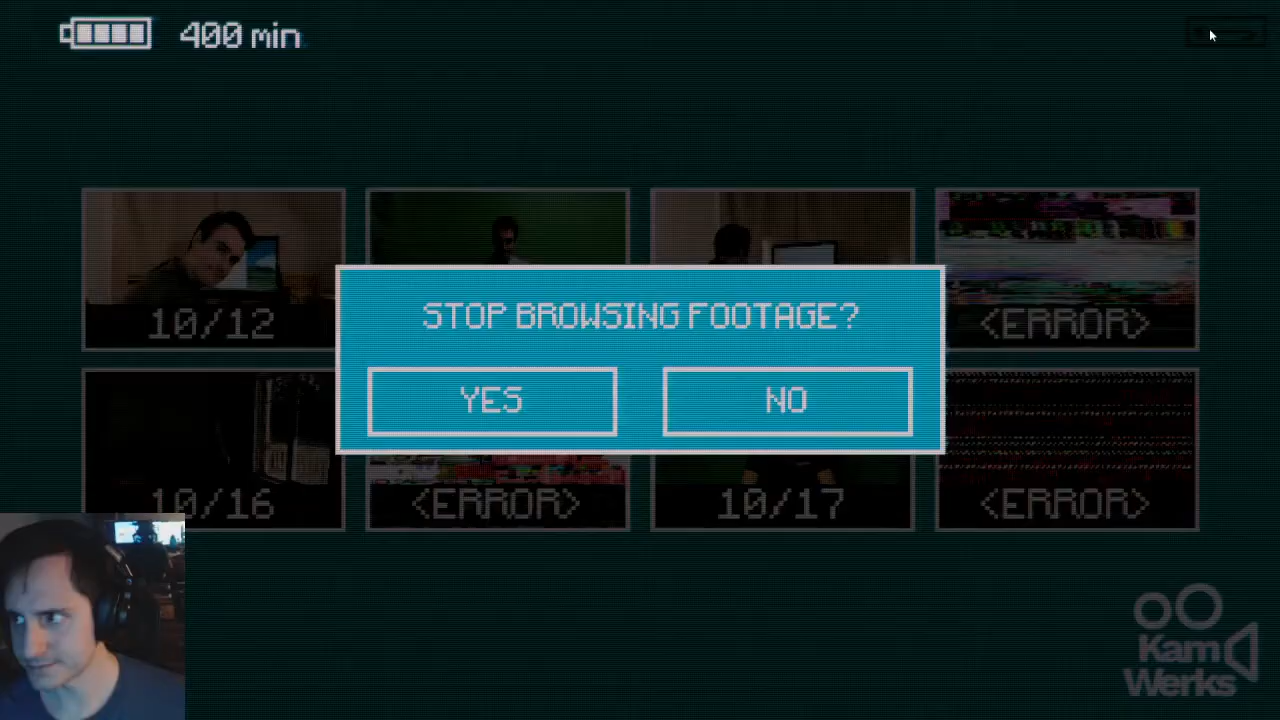 400 min
10/12
<ERROR>
STOP BROWSING FOOTAGE?
YES
NO
10/16
<ERROR>
10/17
<ERROR>
Kam
Werks